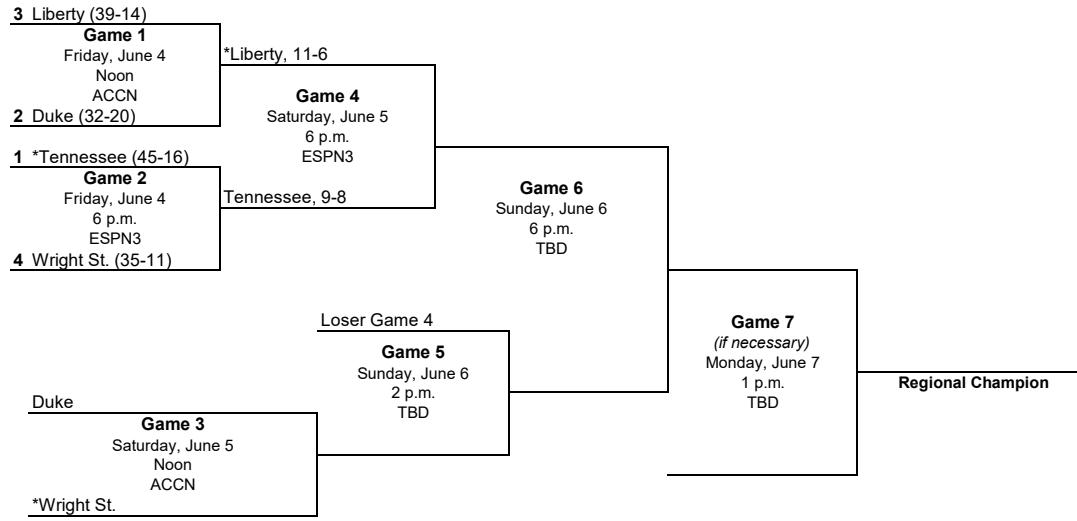 3 Liberty (39-14)
Game 1
Friday, June 4
Noon
ACCN
2 Duke (32-20)
*Liberty, 11-6
1 *Tennessee (45-16)
Game 2
Friday, June 4
6 p.m.
ESPN3
4 Wright St. (35-11)
Tennessee, 9-8
Game 4
Saturday, June 5
6 p.m.
ESPN3
Game 6
Sunday, June 6
6 p.m.
TBD
Loser Game 4
Game 5
Sunday, June 6
2 p.m.
TBD
Duke
Game 3
Saturday, June 5
Noon
ACCN
*Wright St.
Game 7
(if necessary)
Monday, June 7
1 p.m.
TBD
Regional Champion